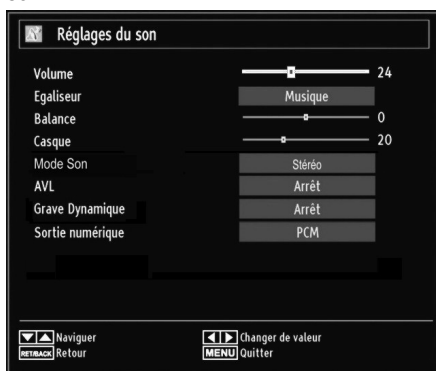 Réglages du son
Volume 24
Egaliseur Musique
Balance 0
Casque 20
Mode Son Stéréo
AVL Arrêt
Grave Dynamique Arrêt
Sortie numérique PCM
Naviguer Changer de valeur
RET/BACK Retour MENU Quitter